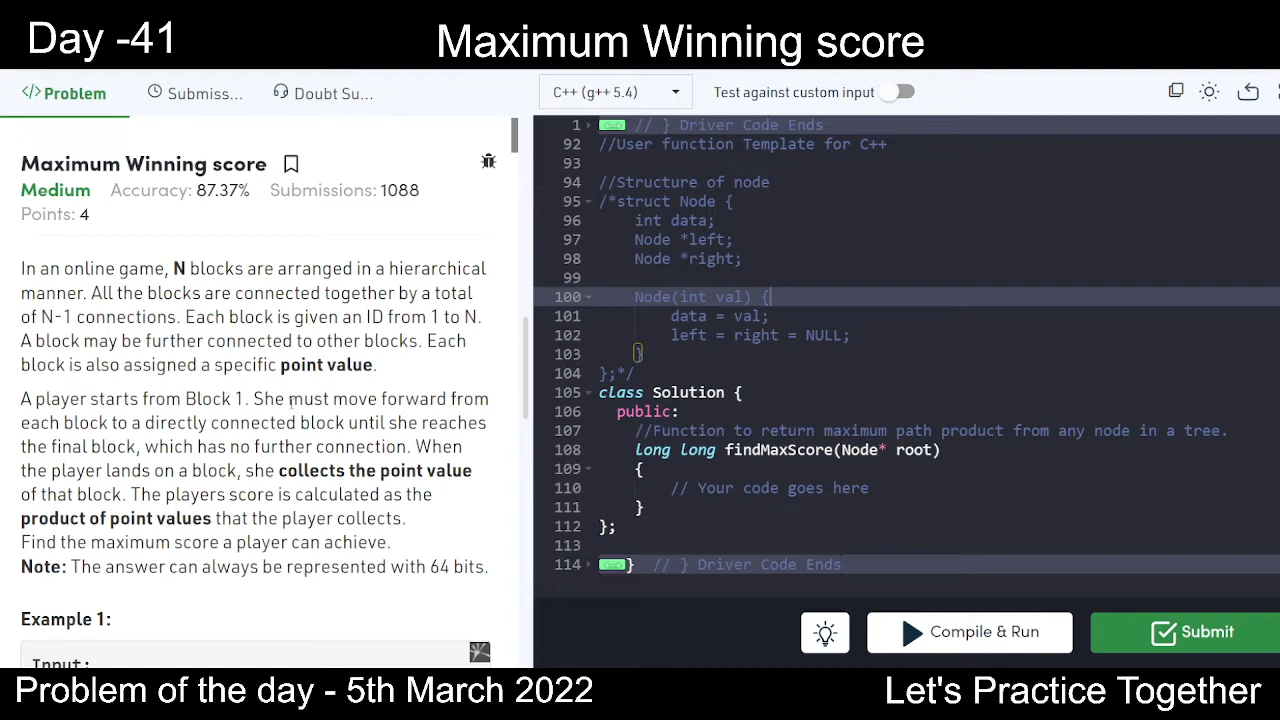 Day -41
Maximum Winning score
</> Problem
Submiss...
Doubt Su...
C++ (g++ 5.4)
Test against custom input
Maximum Winning score
Medium Accuracy: 87.37% Submissions: 1088
Points: 4
In an online game, N blocks are arranged in a hierarchical
manner. All the blocks are connected together by a total
of N-1 connections. Each block is given an ID from 1 to N.
A block may be further connected to other blocks. Each
block is also assigned a specific point value.
A player starts from Block 1. She must move forward from
each block to a directly connected block until she reaches
the final block, which has no further connection. When
the player lands on a block, she collects the point value
of that block. The players score is calculated as the
product of point values that the player collects.
Find the maximum score a player can achieve.
Note: The answer can always be represented with 64 bits.
Example 1:
Input:
1 // } Driver Code Ends
92 //User function Template for C++
93
94 //Structure of node
95 /*struct Node {
96 int data;
97 Node *left;
98 Node *right;
99
100 Node(int val) {
101 data = val;
102 left = right = NULL;
103 }
104 };*/
105 class Solution {
106 public:
107 //Function to return maximum path product from any node in a tree.
108 long long findMaxScore(Node* root)
109 {
110 // Your code goes here
111 }
112 };
113
114 } // } Driver Code Ends
Compile & Run
Submit
Problem of the day - 5th March 2022
Let's Practice Together